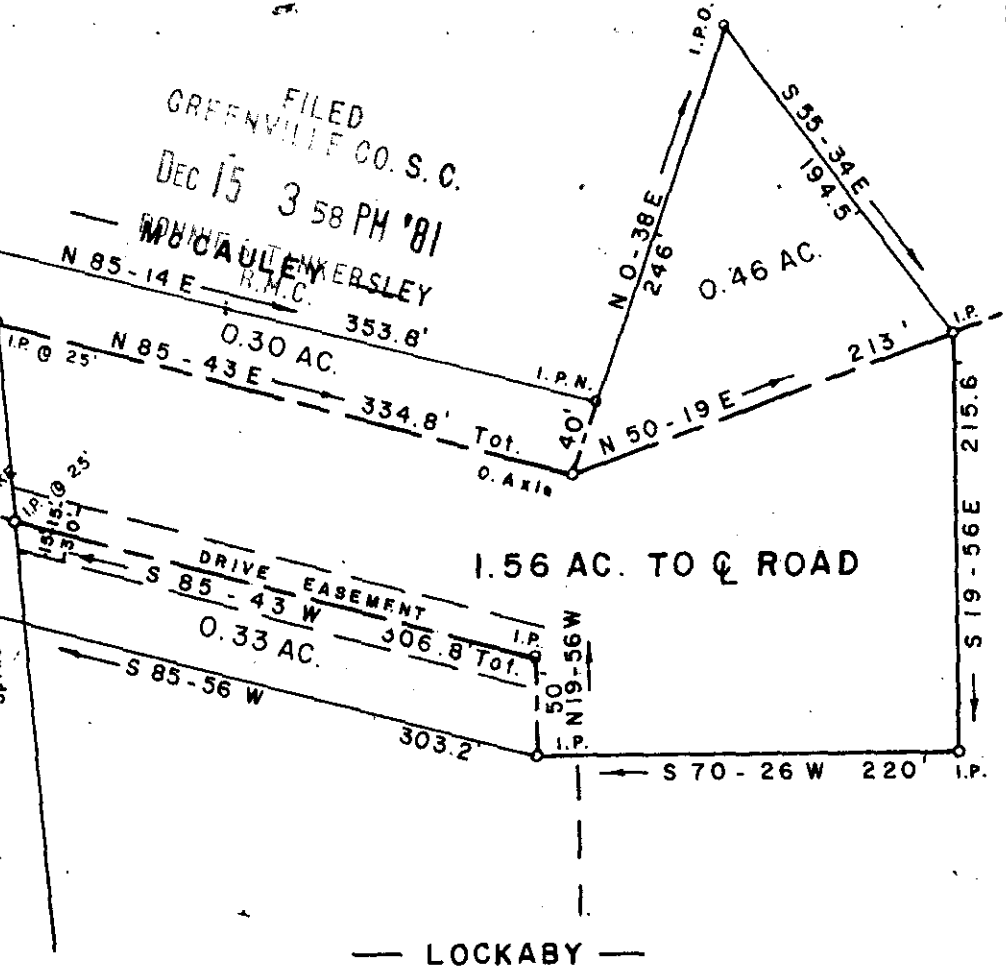 I.P.O.
FILED
GREENVILLE CO. S. C.
DEC 15 3 58 PM '81
DONNIE S. TANKERSLEY
R.M.C.
— McCAULEY —
N 85-14 E
353.8'
0.30 AC.
I.P. @ 25'
N 85-43 E
334.8' Tot.
I.P.N.
40'
O. Axle
N 0-38 E
246'
S 55-34 E
194.5'
0.46 AC.
I.P.
N 50-19 E
213'
S 19-56 E 215.6'
1.56 AC. TO ℄ ROAD
I.P. @ 25'
15' 15'
30'
DRIVE EASEMENT
S 85-43 W 306.8' Tot.
I.P.
0.33 AC.
S 85-56 W
303.2'
50
N 19-56 W
I.P.
S 70-26 W 220'
I.P.
— LOCKABY —